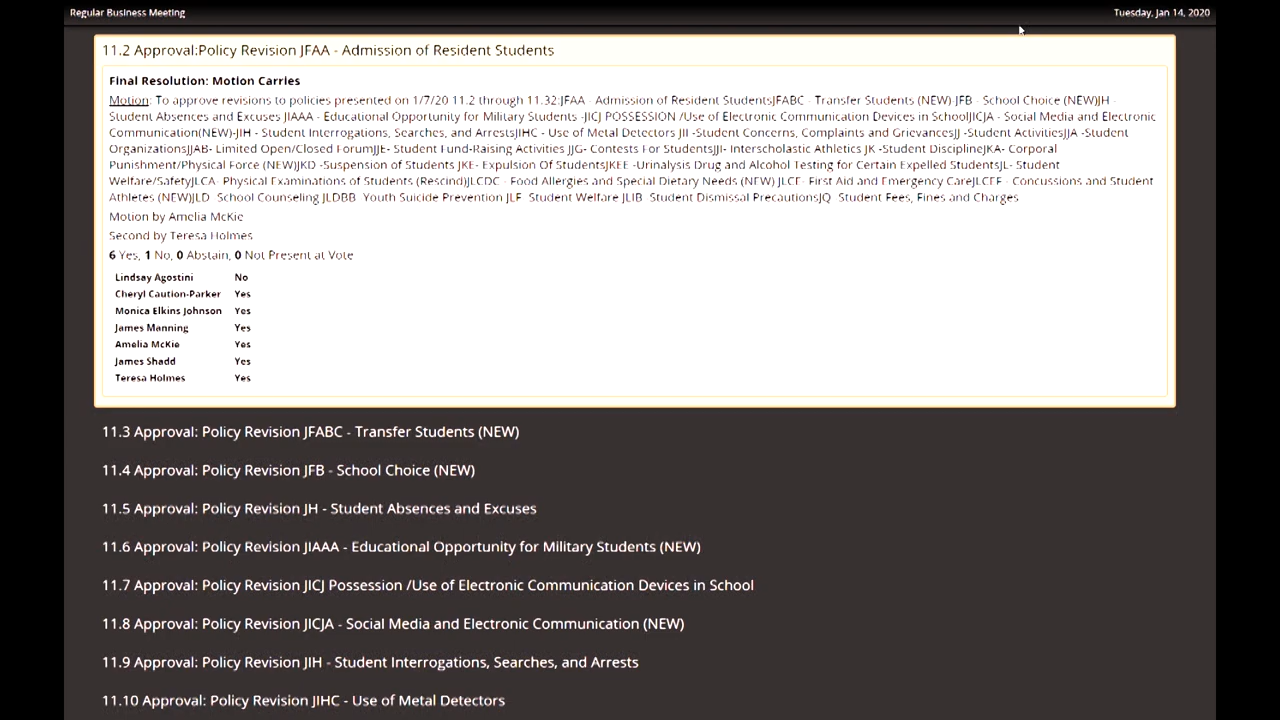 Regular Business Meeting
Tuesday, Jan 14, 2020
11.2 Approval:Policy Revision JFAA - Admission of Resident Students
Final Resolution: Motion Carries
Motion: To approve revisions to policies presented on 1/7/20 11.2 through 11.32:JFAA - Admission of Resident StudentsJFABC - Transfer Students (NEW) JFB - School Choice (NEW)JH -
Student Absences and Excuses JIAAA - Educational Opportunity for Military Students -JICJ POSSESSION /Use of Electronic Communication Devices in SchoolJICJA - Social Media and Electronic
Communication(NEW)-JIH - Student Interrogations, Searches, and ArrestsJIHC - Use of Metal Detectors JII -Student Concerns, Complaints and GrievancesJJ -Student ActivitiesJJA -Student
OrganizationsJJAB- Limited Open/Closed ForumJJE- Student Fund-Raising Activities JJG- Contests For StudentsJJI- Interscholastic Athletics JK -Student DisciplineJKA- Corporal
Punishment/Physical Force (NEW)JKD -Suspension of Students JKE- Expulsion Of StudentsJKEE -Urinalysis Drug and Alcohol Testing for Certain Expelled StudentsJL- Student
Welfare/SafetyJLCA- Physical Examinations of Students (Rescind)JLCDC - Food Allergies and Special Dietary Needs (NEW) JLCE- First Aid and Emergency CareJLCEF - Concussions and Student
Athletes (NEW)JLD- School Counseling JLDBB- Youth Suicide Prevention JLF- Student Welfare JLIB- Student Dismissal PrecautionsJQ- Student Fees, Fines and Charges
Motion by Amelia McKie
Second by Teresa Holmes
6 Yes, 1 No, 0 Abstain, 0 Not Present at Vote
Lindsay Agostini No
Cheryl Caution-Parker Yes
Monica Elkins Johnson Yes
James Manning Yes
Amelia McKie Yes
James Shadd Yes
Teresa Holmes Yes
11.3 Approval: Policy Revision JFABC - Transfer Students (NEW)
11.4 Approval: Policy Revision JFB - School Choice (NEW)
11.5 Approval: Policy Revision JH - Student Absences and Excuses
11.6 Approval: Policy Revision JIAAA - Educational Opportunity for Military Students (NEW)
11.7 Approval: Policy Revision JICJ Possession /Use of Electronic Communication Devices in School
11.8 Approval: Policy Revision JICJA - Social Media and Electronic Communication (NEW)
11.9 Approval: Policy Revision JIH - Student Interrogations, Searches, and Arrests
11.10 Approval: Policy Revision JIHC - Use of Metal Detectors